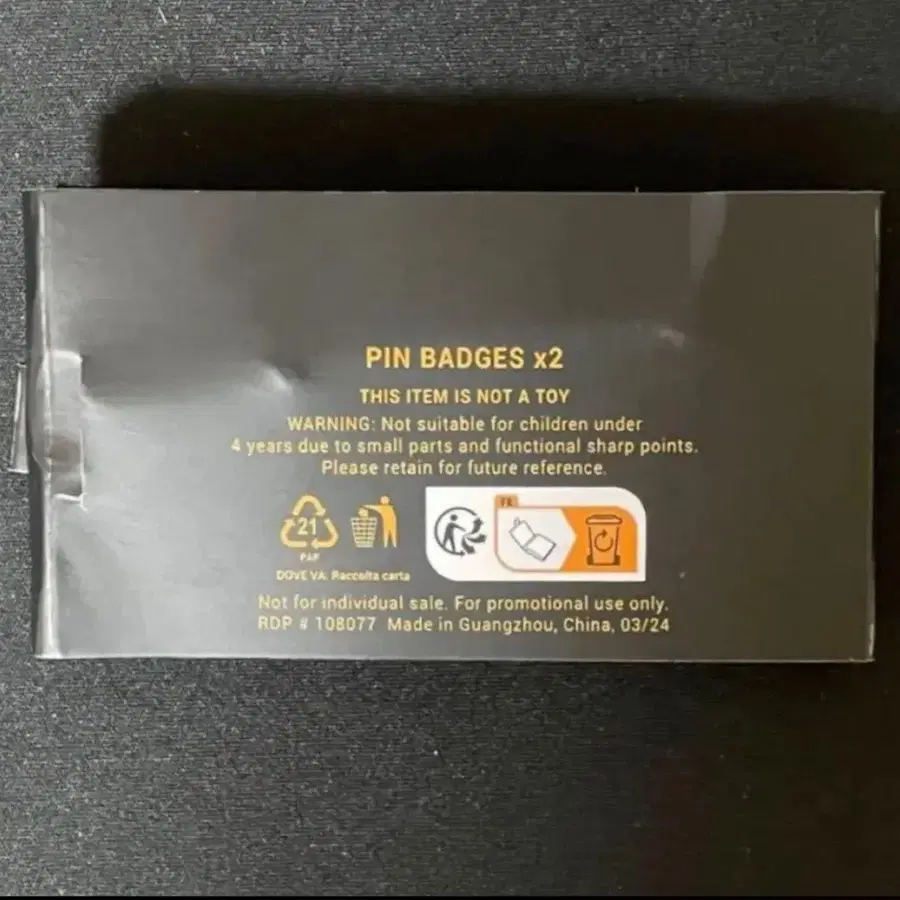 PIN BADGES x2
THIS ITEM IS NOT A TOY
WARNING: Not suitable for children under
4 years due to small parts and functional sharp points.
Please retain for future reference.
21
PAP
FR
DOVE VA: Raccolta carta
Not for individual sale. For promotional use only.
RDP # 108077 Made in Guangzhou, China, 03/24